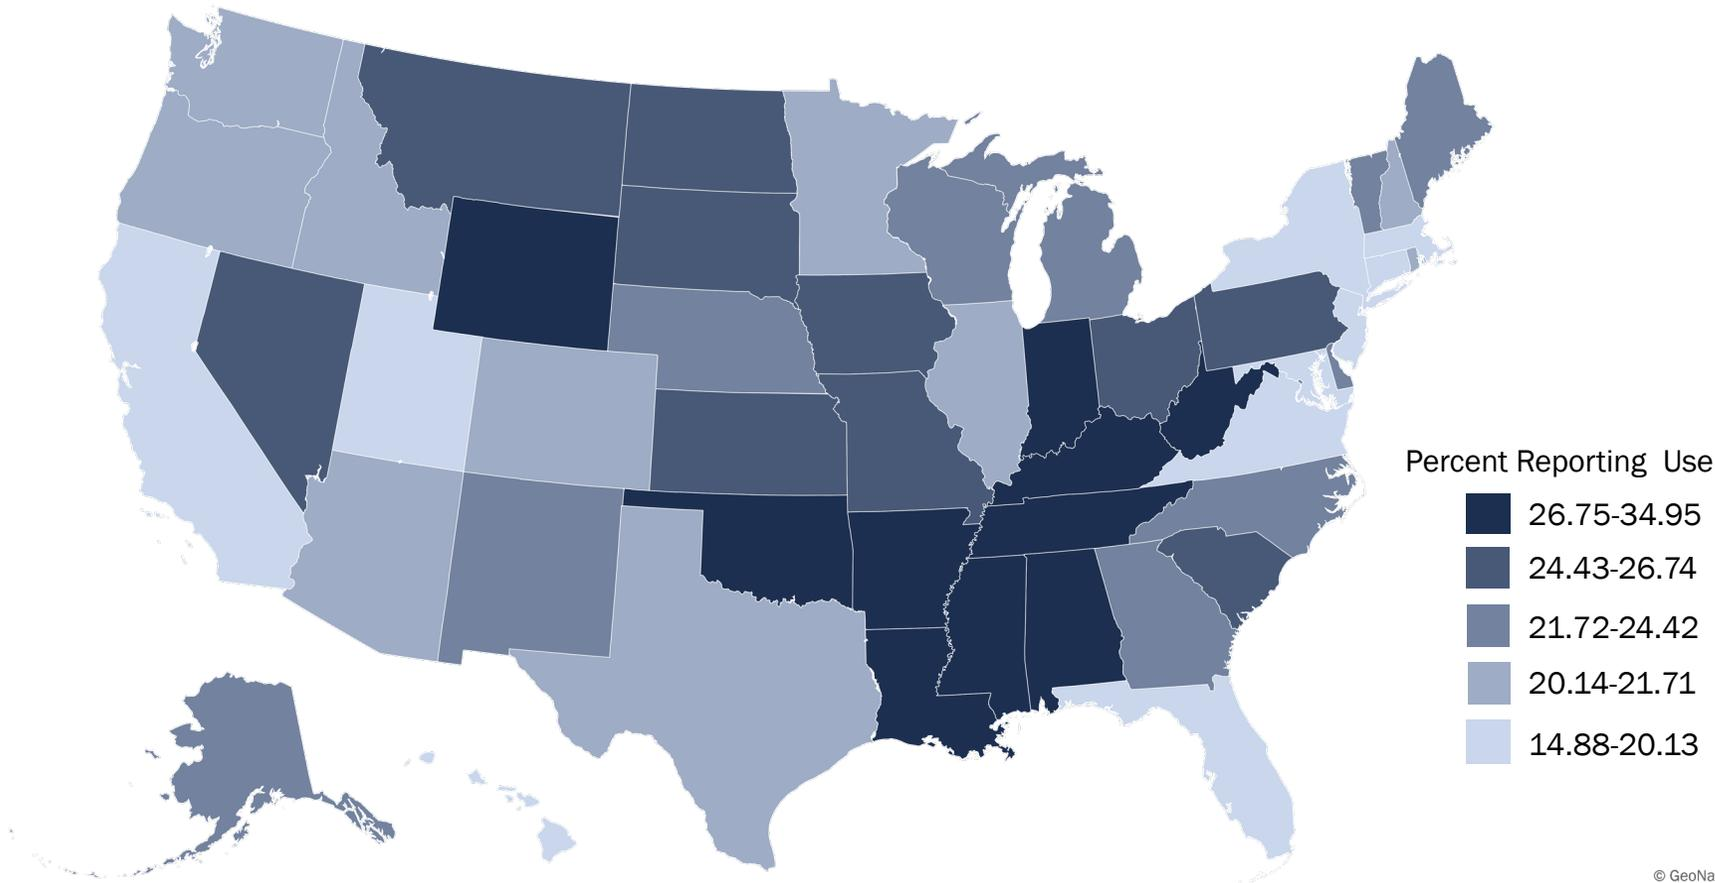 Percent Reporting Use
26.75-34.95
24.43-26.74
21.72-24.42
20.14-21.71
14.88-20.13
© GeoNa